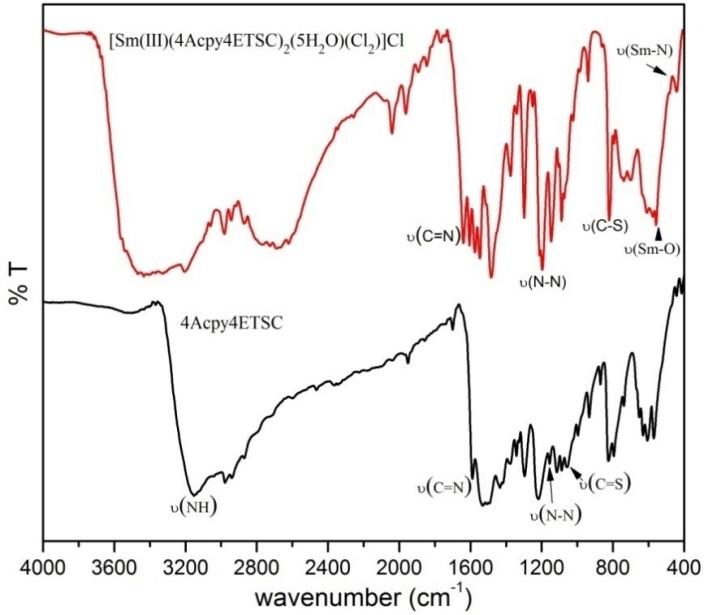 [Sm(III)(4Acpy4ETSC)₂(5H₂O)(Cl₂)]Cl
υ(Sm-N)
υ(C=N)
υ(N-N)
υ(C-S)
υ(Sm-O)
4Acpy4ETSC
υ(NH)
υ(C=N)
υ(N-N)
υ(C=S)
% T
4000 3600 3200 2800 2400 2000 1600 1200 800 400
wavenumber (cm⁻¹)